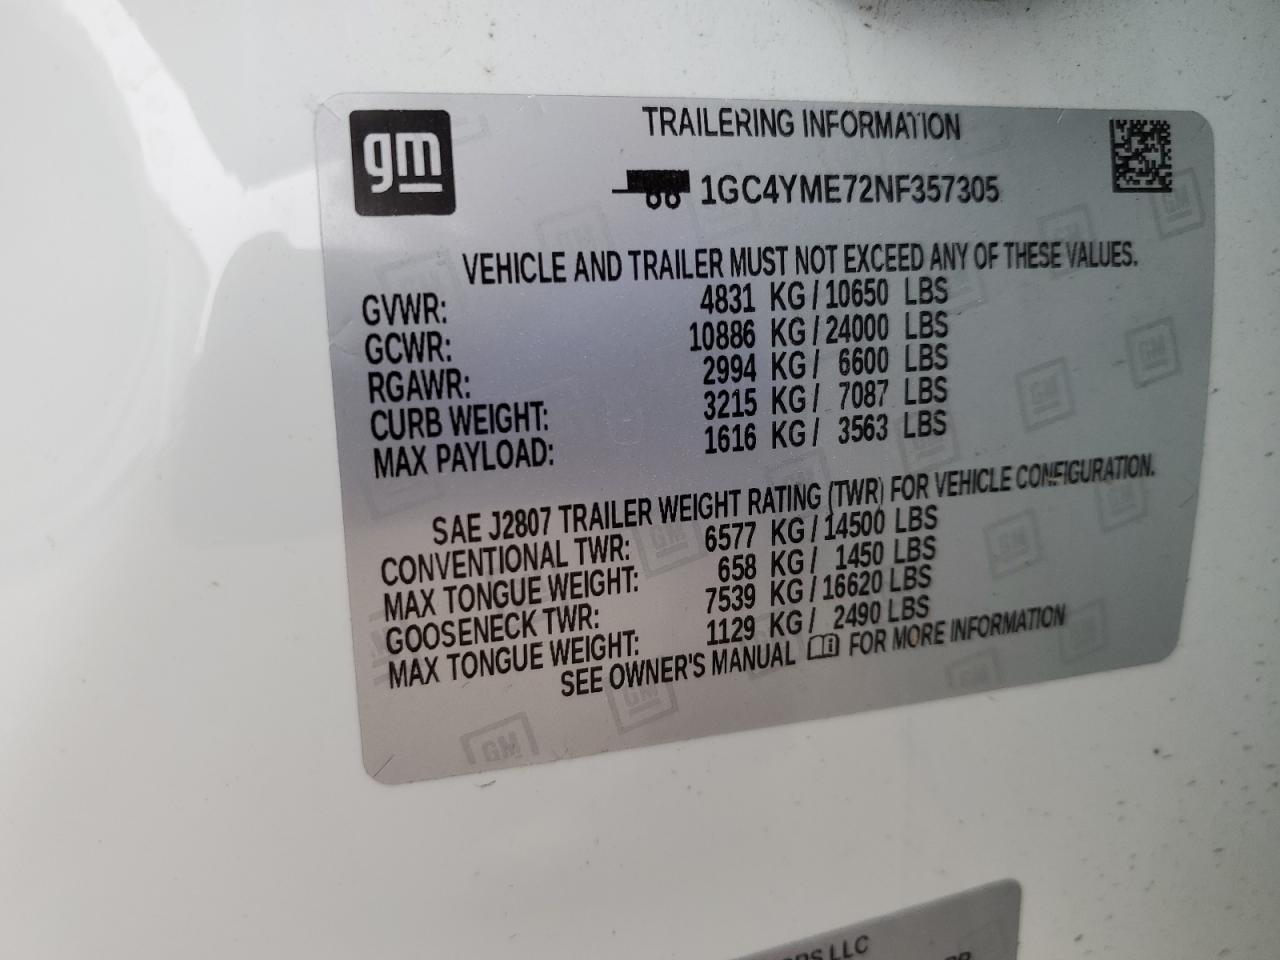 gm
TRAILERING INFORMATION
1GC4YME72NF357305
VEHICLE AND TRAILER MUST NOT EXCEED ANY OF THESE VALUES.
GVWR: 4831 KG/10650 LBS
GCWR: 10886 KG/24000 LBS
RGAWR: 2994 KG/ 6600 LBS
CURB WEIGHT: 3215 KG/ 7087 LBS
MAX PAYLOAD: 1616 KG/ 3563 LBS
SAE J2807 TRAILER WEIGHT RATING (TWR) FOR VEHICLE CONFIGURATION.
CONVENTIONAL TWR: 6577 KG/14500 LBS
MAX TONGUE WEIGHT: 658 KG/ 1450 LBS
GOOSENECK TWR: 7539 KG/16620 LBS
MAX TONGUE WEIGHT: 1129 KG/ 2490 LBS
SEE OWNER'S MANUAL FOR MORE INFORMATION
GM
LLC